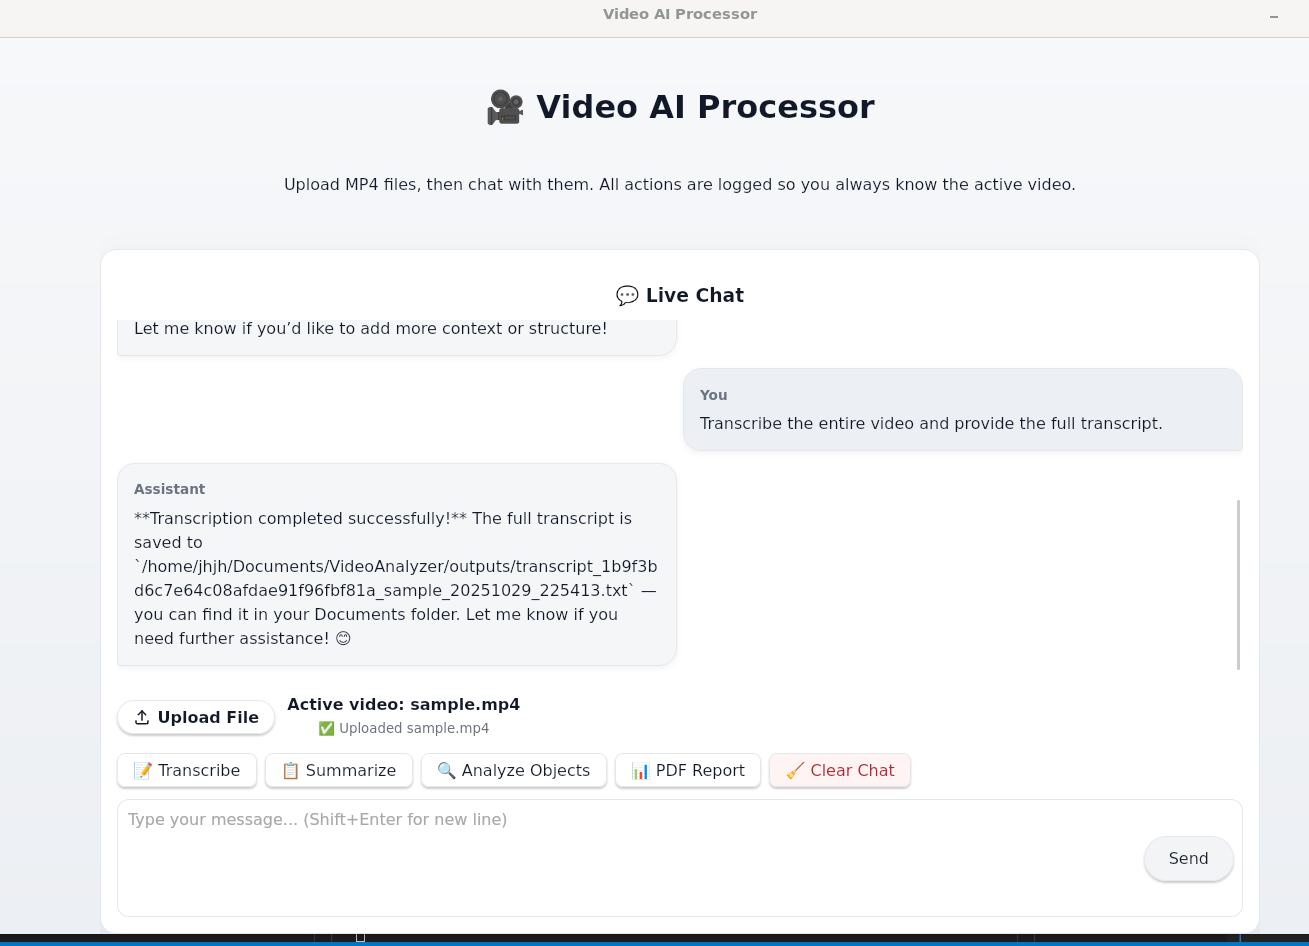 Video AI Processor
🎥 Video AI Processor
Upload MP4 files, then chat with them. All actions are logged so you always know the active video.
💬 Live Chat
Let me know if you’d like to add more context or structure!
You
Transcribe the entire video and provide the full transcript.
Assistant
**Transcription completed successfully!** The full transcript is
saved to
`/home/jhjh/Documents/VideoAnalyzer/outputs/transcript_1b9f3b
d6c7e64c08afdae91f96fbf81a_sample_20251029_225413.txt` —
you can find it in your Documents folder. Let me know if you
need further assistance! 😊
Upload File
Active video: sample.mp4
✅ Uploaded sample.mp4
📝 Transcribe
📋 Summarize
🔍 Analyze Objects
📊 PDF Report
🧹 Clear Chat
Type your message... (Shift+Enter for new line)
Send